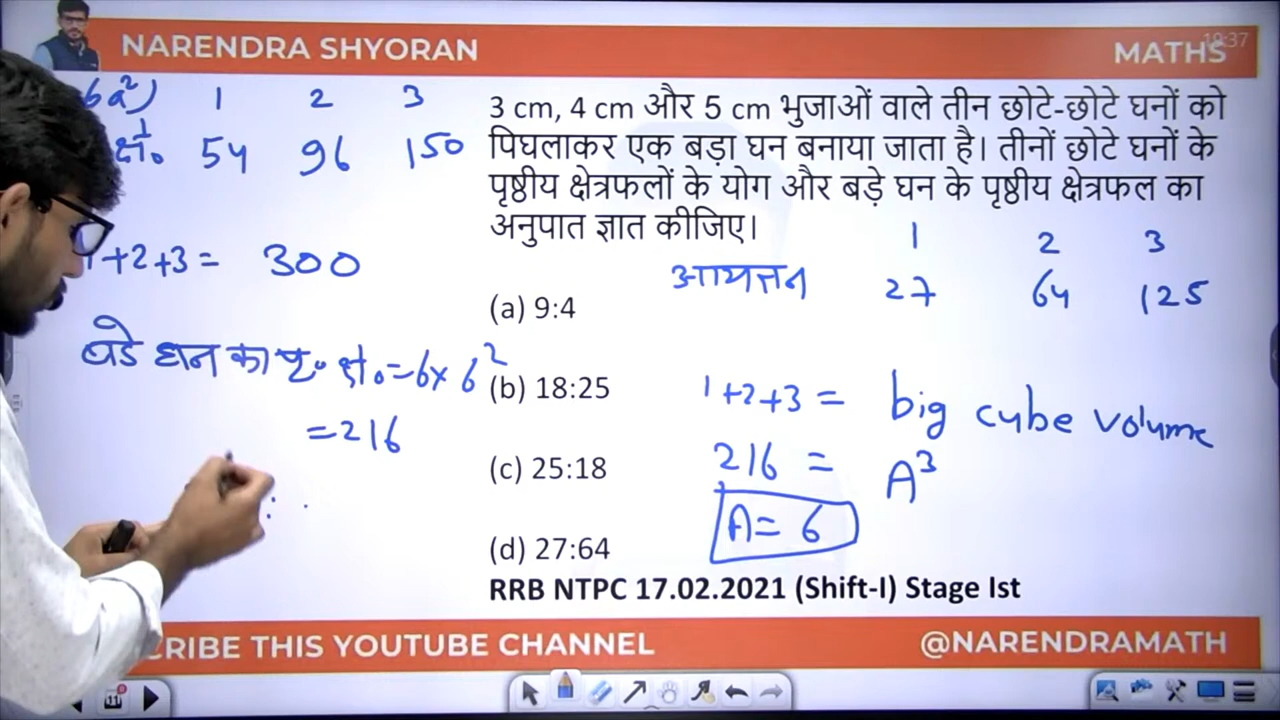 NARENDRA SHYORAN
MATHS
19:37
6a²) 1 2 3
54 96 150
1+2+3 = 300
बडे घन का पृ० क्षे० = 6 × 6²
= 216
3 cm, 4 cm और 5 cm भुजाओं वाले तीन छोटे-छोटे घनों को
पिघलाकर एक बड़ा घन बनाया जाता है। तीनों छोटे घनों के
पृष्ठीय क्षेत्रफलों के योग और बड़े घन के पृष्ठीय क्षेत्रफल का
अनुपात ज्ञात कीजिए।
1 2 3
आयतन 27 64 125
(a) 9:4
(b) 18:25
(c) 25:18
(d) 27:64
1+2+3 = big cube volume
216 = A³
A = 6
RRB NTPC 17.02.2021 (Shift-I) Stage Ist
CRIBE THIS YOUTUBE CHANNEL
@NARENDRAMATH
11